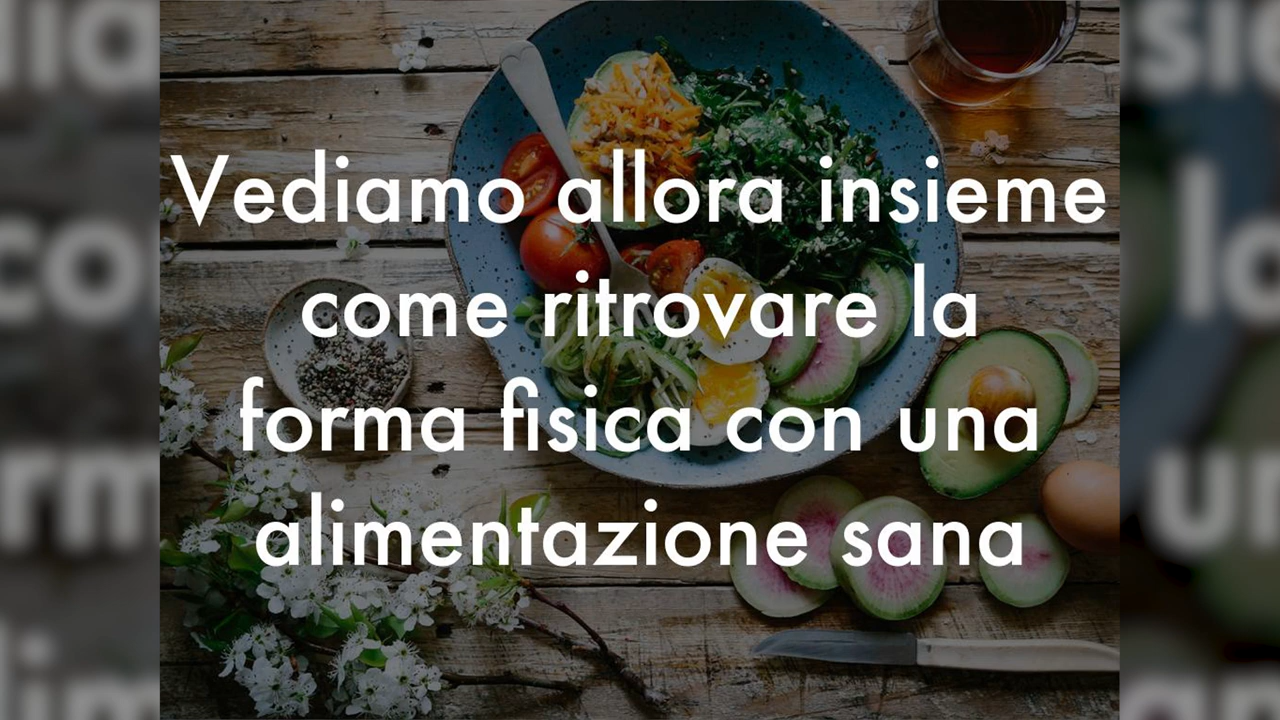 Vediamo allora insieme
come ritrovare la
forma fisica con una
alimentazione sana